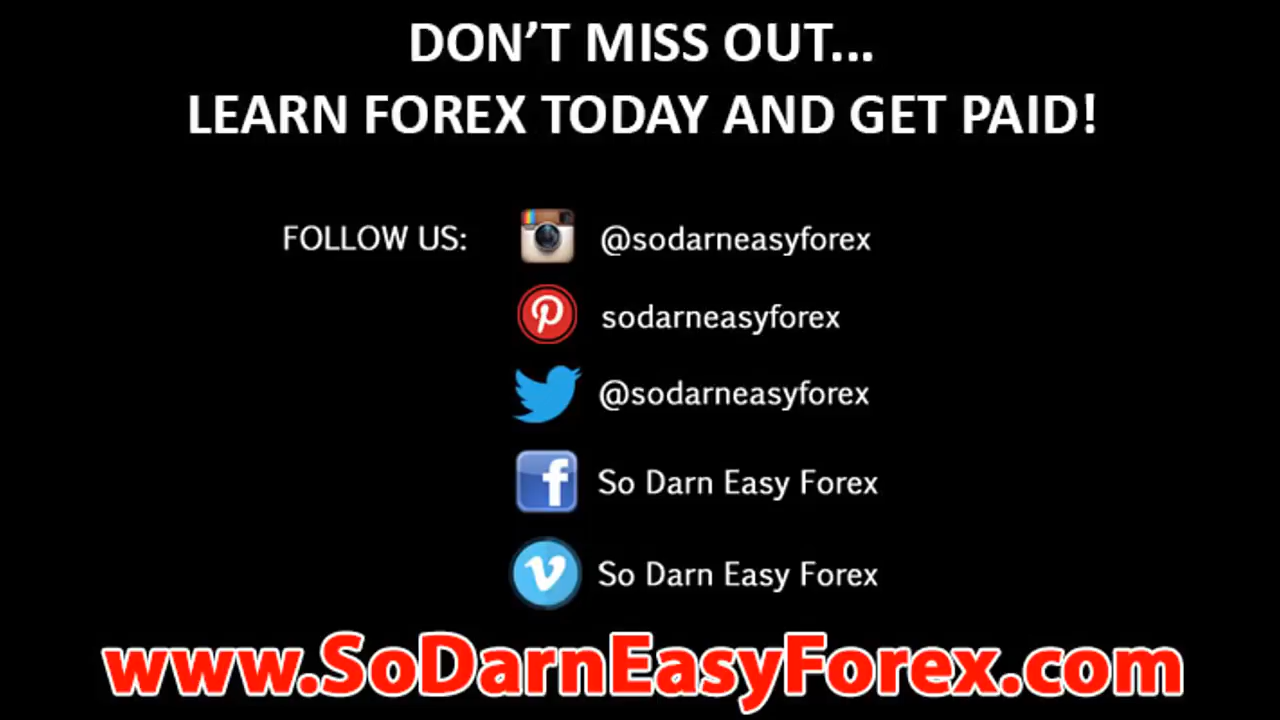 DON’T MISS OUT...
LEARN FOREX TODAY AND GET PAID!
FOLLOW US: @sodarneasyforex
sodarneasyforex
@sodarneasyforex
So Darn Easy Forex
So Darn Easy Forex
www.SoDarnEasyForex.com